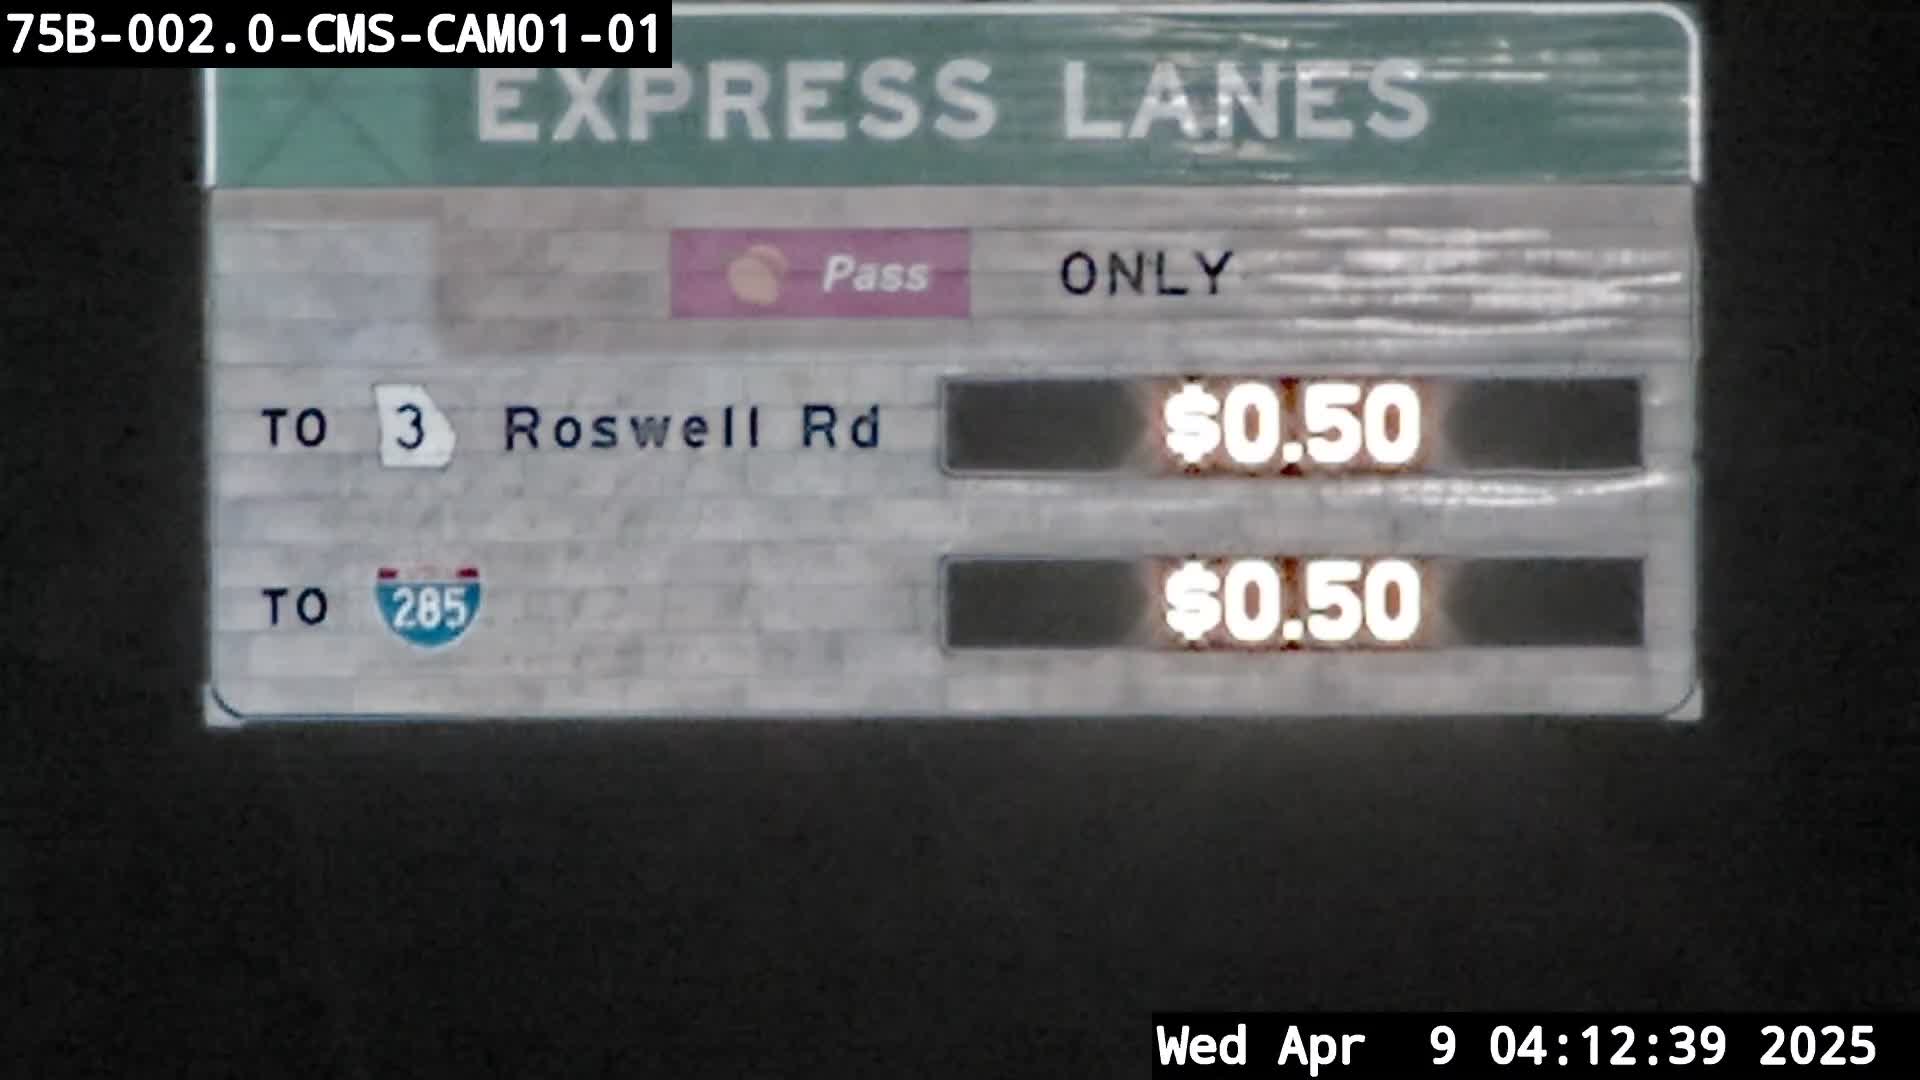 75B-002.0-CMS-CAM01-01
EXPRESS LANES
Pass ONLY
TO 3 Roswell Rd $0.50
TO 285 $0.50
Wed Apr 9 04:12:39 2025